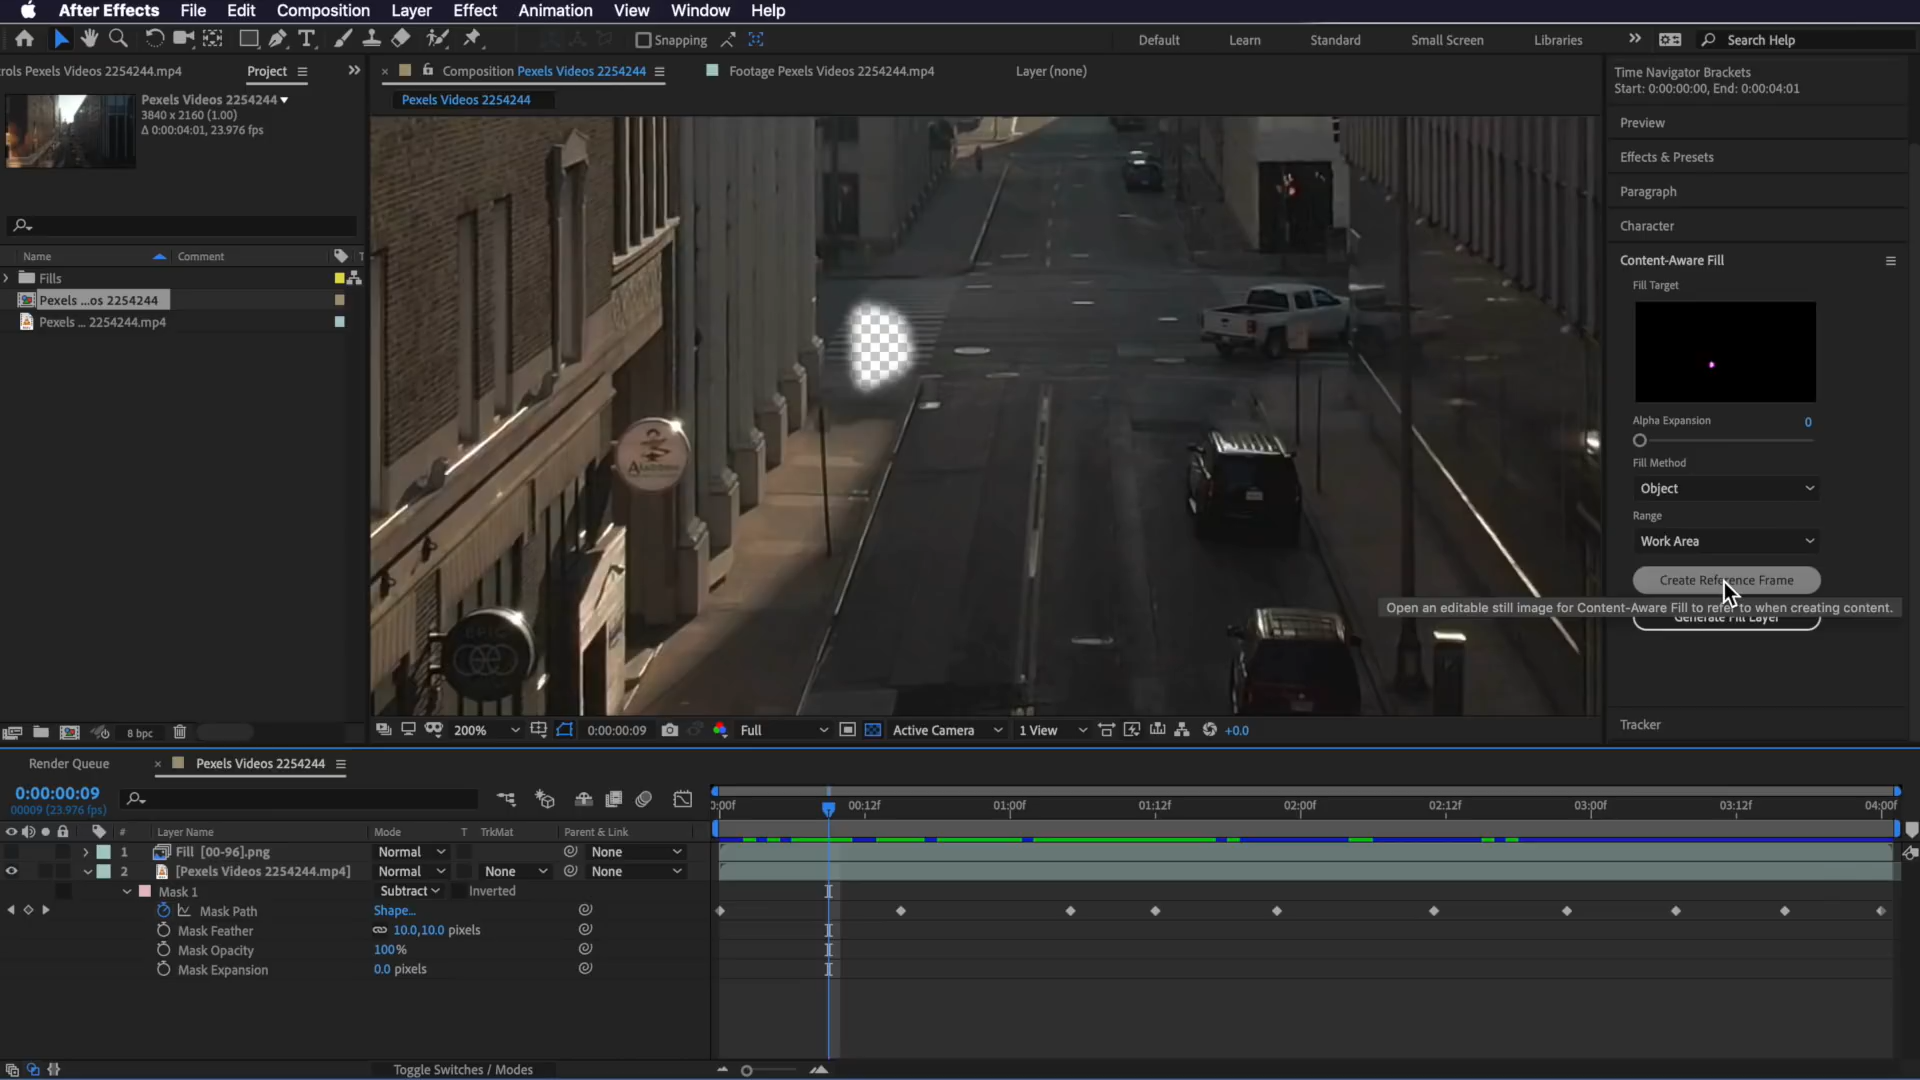 After Effects File Edit Composition Layer Effect Animation View Window Help
Snapping Default Learn Standard Small Screen Libraries Search Help
rols Pexels Videos 2254244.mp4 Project Composition Pexels Videos 2254244 Footage Pexels Videos 2254244.mp4 Layer (none)
Pexels Videos 2254244
Pexels Videos 2254244
3840 x 2160 (1.00)
Δ 0:00:04:01, 23.976 fps
Name Comment T
Fills
Pexels ...os 2254244
Pexels ... 2254244.mp4
8 bpc
EPIC
200% 0:00:00:09 Full Active Camera 1 View +0.0
Time Navigator Brackets
Start: 0:00:00:00, End: 0:00:04:01
Preview
Effects & Presets
Paragraph
Character
Content-Aware Fill
Fill Target
Alpha Expansion 0
Fill Method
Object
Range
Work Area
Create Reference Frame
Open an editable still image for Content-Aware Fill to refer to when creating content.
Generate Fill Layer
Tracker
Render Queue Pexels Videos 2254244
0:00:00:09
00009 (23.976 fps)
):00f 00:12f 01:00f 01:12f 02:00f 02:12f 03:00f 03:12f 04:00f
# Layer Name Mode T TrkMat Parent & Link
1 Fill [00-96].png Normal None
2 [Pexels Videos 2254244.mp4] Normal None None
Mask 1 Subtract Inverted
Mask Path Shape...
Mask Feather 10.0,10.0 pixels
Mask Opacity 100%
Mask Expansion 0.0 pixels
Toggle Switches / Modes